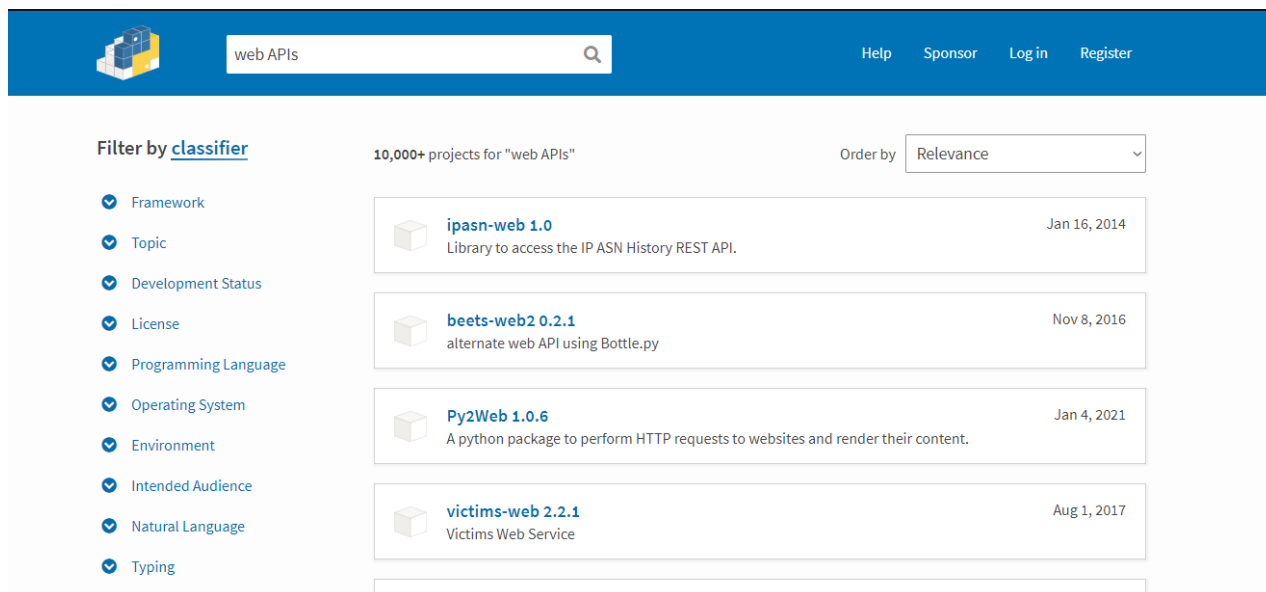 web APIs
Help Sponsor Log in Register
Filter by classifier
Framework
Topic
Development Status
License
Programming Language
Operating System
Environment
Intended Audience
Natural Language
Typing
10,000+ projects for "web APIs"
Order by Relevance
ipasn-web 1.0 Jan 16, 2014
Library to access the IP ASN History REST API.
beets-web2 0.2.1 Nov 8, 2016
alternate web API using Bottle.py
Py2Web 1.0.6 Jan 4, 2021
A python package to perform HTTP requests to websites and render their content.
victims-web 2.2.1 Aug 1, 2017
Victims Web Service